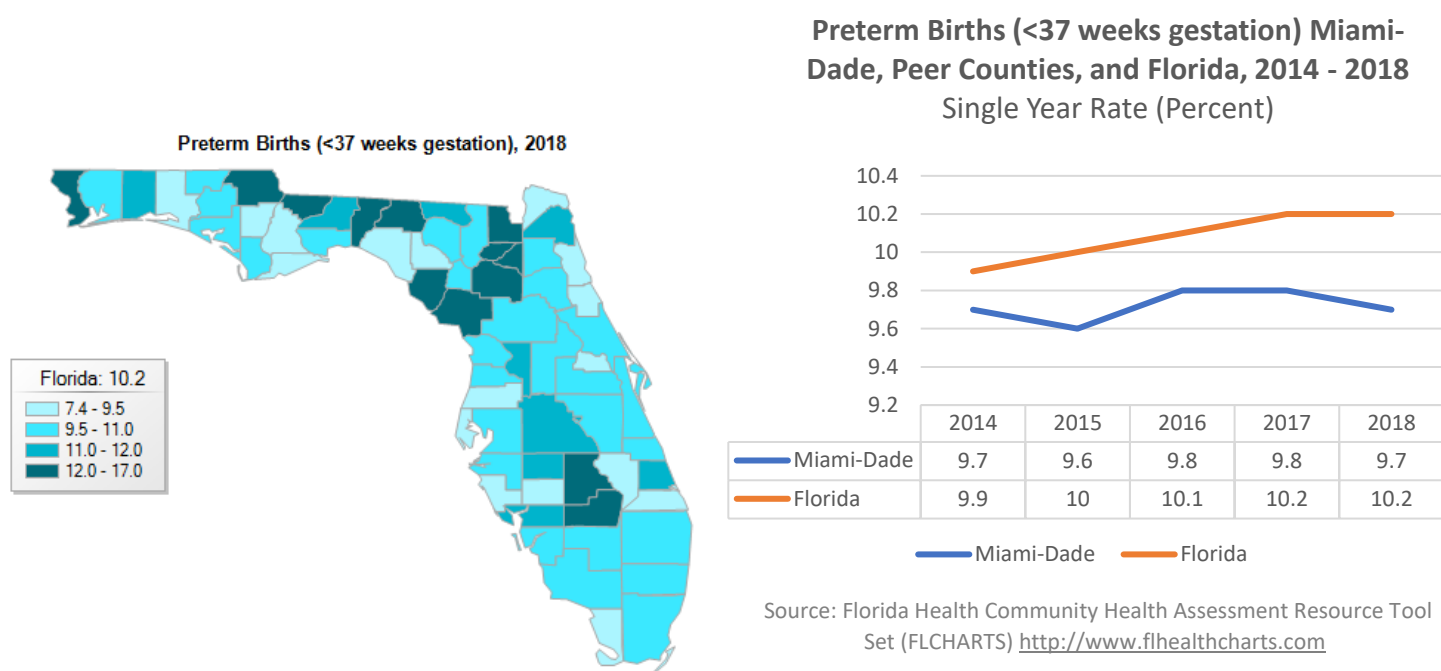 Preterm Births (<37 weeks gestation), 2018
Florida: 10.2
7.4 - 9.5
9.5 - 11.0
11.0 - 12.0
12.0 - 17.0
Preterm Births (<37 weeks gestation) Miami-
Dade, Peer Counties, and Florida, 2014 - 2018
Single Year Rate (Percent)
10.4
10.2
10
9.8
9.6
9.4
9.2
2014 2015 2016 2017 2018
Miami-Dade 9.7 9.6 9.8 9.8 9.7
Florida 9.9 10 10.1 10.2 10.2
Miami-Dade Florida
Source: Florida Health Community Health Assessment Resource Tool
Set (FLCHARTS) http://www.flhealthcharts.com